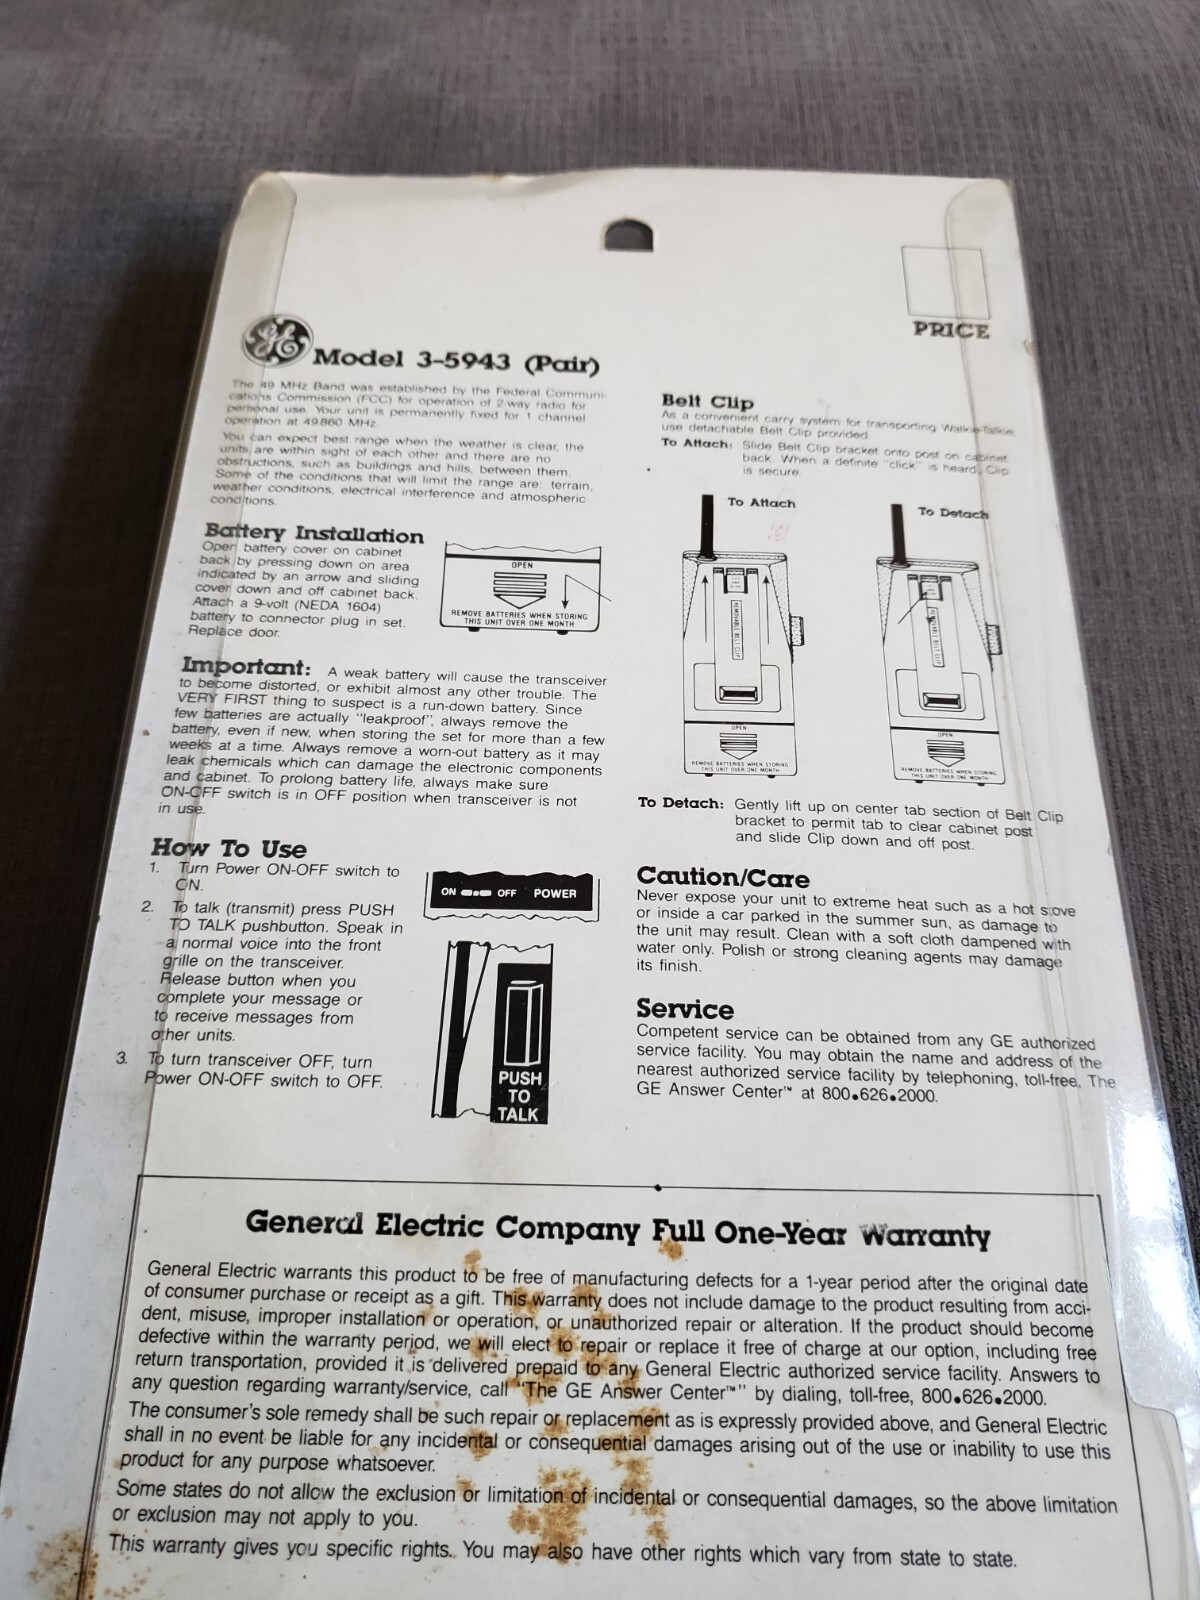 PRICE
GE
Model 3-5943 (Pair)
The 49 MHz Band was established by the Federal Communi-
cations Commission (FCC) for operation of 2-way radio for
personal use. Your unit is permanently fixed for 1 channel
operation at 49.860 MHz.
You can expect best range when the weather is clear, the
units are within sight of each other and there are no
obstructions, such as buildings and hills, between them.
Some of the conditions that will limit the range are: terrain,
weather conditions, electrical interference and atmospheric
conditions.
Battery Installation
Open battery cover on cabinet
back by pressing down on area
indicated by an arrow and sliding
cover down and off cabinet back.
Attach a 9-volt (NEDA 1604)
battery to connector plug in set.
Replace door.
OPEN
REMOVE BATTERIES WHEN STORING
THIS UNIT OVER ONE MONTH
Important: A weak battery will cause the transceiver
to become distorted, or exhibit almost any other trouble. The
VERY FIRST thing to suspect is a run-down battery. Since
few batteries are actually "leakproof", always remove the
battery, even if new, when storing the set for more than a few
weeks at a time. Always remove a worn-out battery as it may
leak chemicals which can damage the electronic components
and cabinet. To prolong battery life, always make sure
ON-OFF switch is in OFF position when transceiver is not
in use.
How To Use
1. Turn Power ON-OFF switch to
ON.
2. To talk (transmit) press PUSH
TO TALK pushbutton. Speak in
a normal voice into the front
grille on the transceiver.
Release button when you
complete your message or
to receive messages from
other units.
3. To turn transceiver OFF, turn
Power ON-OFF switch to OFF.
ON OFF POWER
PUSH
TO
TALK
Belt Clip
As a convenient carry system for transporting Walkie-Talkie,
use detachable Belt Clip provided.
To Attach: Slide Belt Clip bracket onto post on cabinet
back. When a definite "click" is heard, Clip
is secure.
To Attach
REMOVABLE BELT CLIP
OPEN
REMOVE BATTERIES WHEN STORING
THIS UNIT OVER ONE MONTH
To Detach
REMOVABLE BELT CLIP
OPEN
REMOVE BATTERIES WHEN STORING
THIS UNIT OVER ONE MONTH
To Detach: Gently lift up on center tab section of Belt Clip
bracket to permit tab to clear cabinet post
and slide Clip down and off post.
Caution/Care
Never expose your unit to extreme heat such as a hot stove
or inside a car parked in the summer sun, as damage to
the unit may result. Clean with a soft cloth dampened with
water only. Polish or strong cleaning agents may damage
its finish.
Service
Competent service can be obtained from any GE authorized
service facility. You may obtain the name and address of the
nearest authorized service facility by telephoning, toll-free, The
GE Answer Center™ at 800•626•2000.
General Electric Company Full One-Year Warranty
General Electric warrants this product to be free of manufacturing defects for a 1-year period after the original date
of consumer purchase or receipt as a gift. This warranty does not include damage to the product resulting from acci-
dent, misuse, improper installation or operation, or unauthorized repair or alteration. If the product should become
defective within the warranty period, we will elect to repair or replace it free of charge at our option, including free
return transportation, provided it is delivered prepaid to any General Electric authorized service facility. Answers to
any question regarding warranty/service, call "The GE Answer Center™" by dialing, toll-free, 800•626•2000.
The consumer's sole remedy shall be such repair or replacement as is expressly provided above, and General Electric
shall in no event be liable for any incidental or consequential damages arising out of the use or inability to use this
product for any purpose whatsoever.
Some states do not allow the exclusion or limitation of incidental or consequential damages, so the above limitation
or exclusion may not apply to you.
This warranty gives you specific rights. You may also have other rights which vary from state to state.